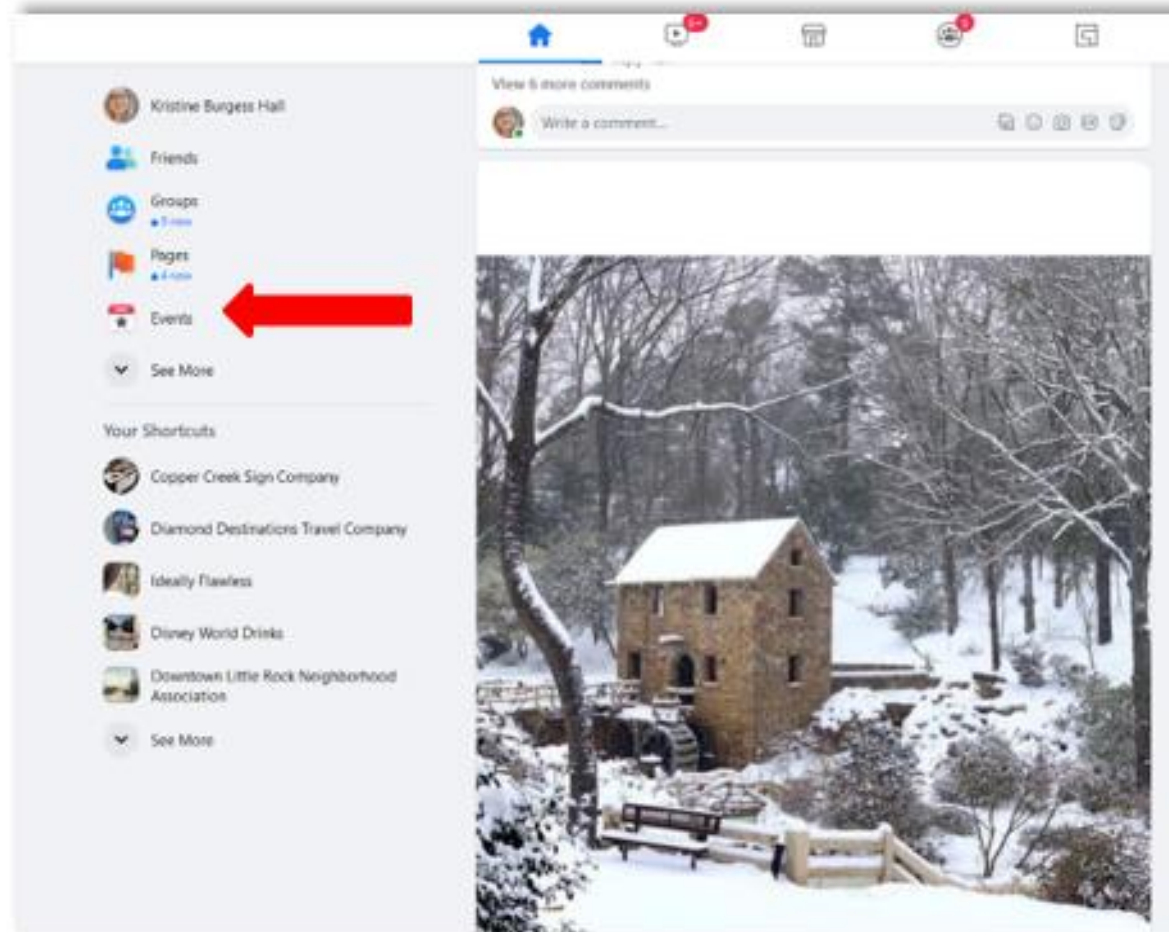 9+
View 6 more comments
Write a comment...
Kristine Burgess Hall
Friends
Groups
Pages
Events
See More
Your Shortcuts
Copper Creek Sign Company
Diamond Destinations Travel Company
Ideally Flawless
Disney World Drinks
Downtown Little Rock Neighborhood
Association
See More